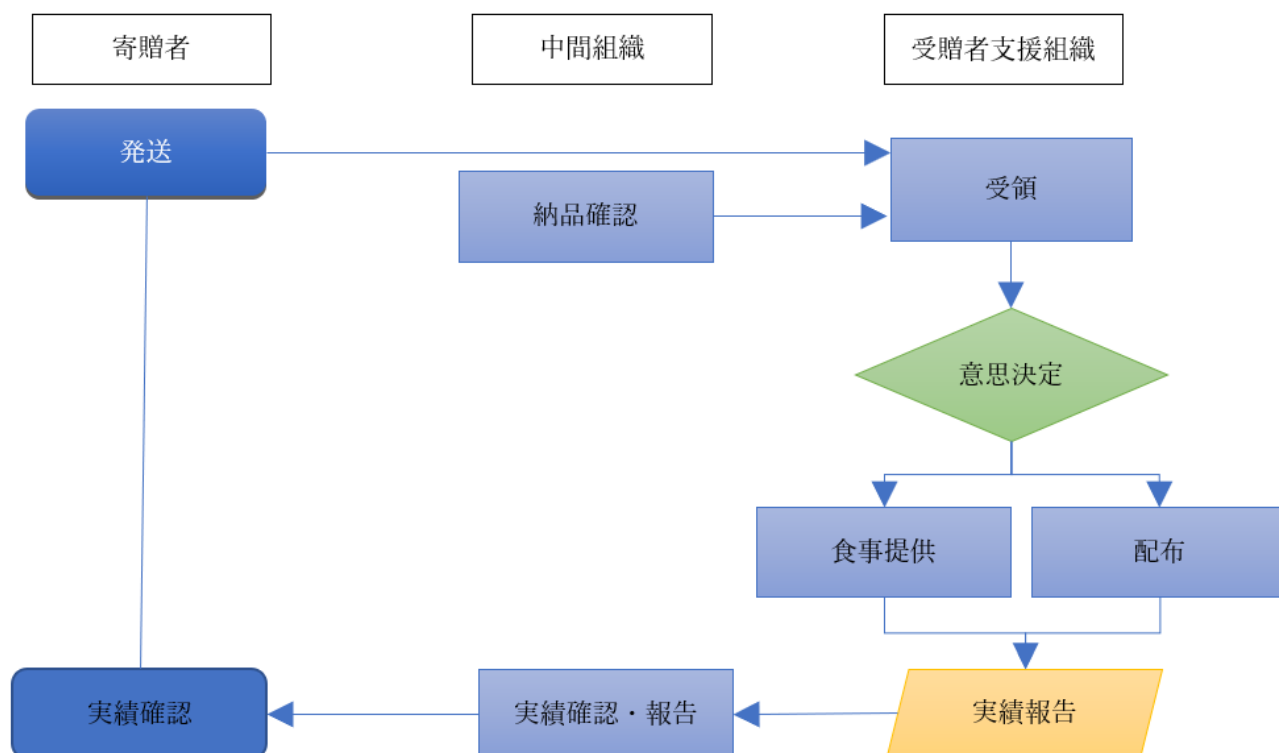 寄贈者
中間組織
受贈者支援組織
発送
納品確認
受領
意思決定
食事提供
配布
実績確認
実績確認・報告
実績報告